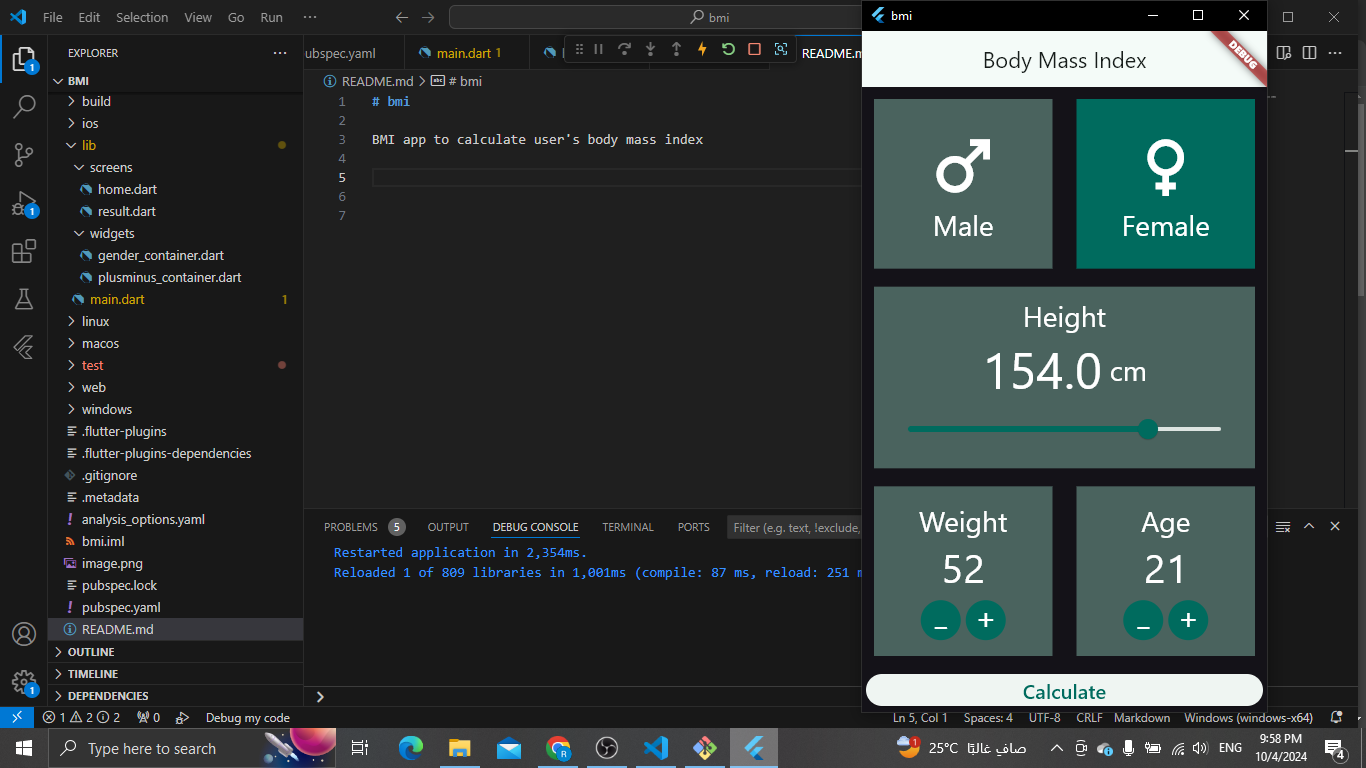 File Edit Selection View Go Run ··· bmi
EXPLORER ···
BMI
build
ios
lib
screens
home.dart
result.dart
widgets
gender_container.dart
plusminus_container.dart
main.dart 1
linux
macos
test
web
windows
.flutter-plugins
.flutter-plugins-dependencies
.gitignore
.metadata
analysis_options.yaml
bmi.iml
image.png
pubspec.lock
pubspec.yaml
README.md
OUTLINE
TIMELINE
DEPENDENCIES
1
1
1
ubspec.yaml main.dart 1 README.m
README.md > # bmi
1 # bmi
2
3 BMI app to calculate user's body mass index
4
5
6
7
PROBLEMS 5 OUTPUT DEBUG CONSOLE TERMINAL PORTS Filter (e.g. text, !exclude,
Restarted application in 2,354ms.
Reloaded 1 of 809 libraries in 1,001ms (compile: 87 ms, reload: 251 m
bmi
Body Mass Index
DEBUG
Male
Female
Height
154.0 cm
Weight
52
_ +
Age
21
_ +
Calculate
1 2 2 0 Debug my code Ln 5, Col 1 Spaces: 4 UTF-8 CRLF Markdown Windows (windows-x64)
Type here to search 1 25°C صافٍ غالبًا ENG 9:58 PM
10/4/2024 4